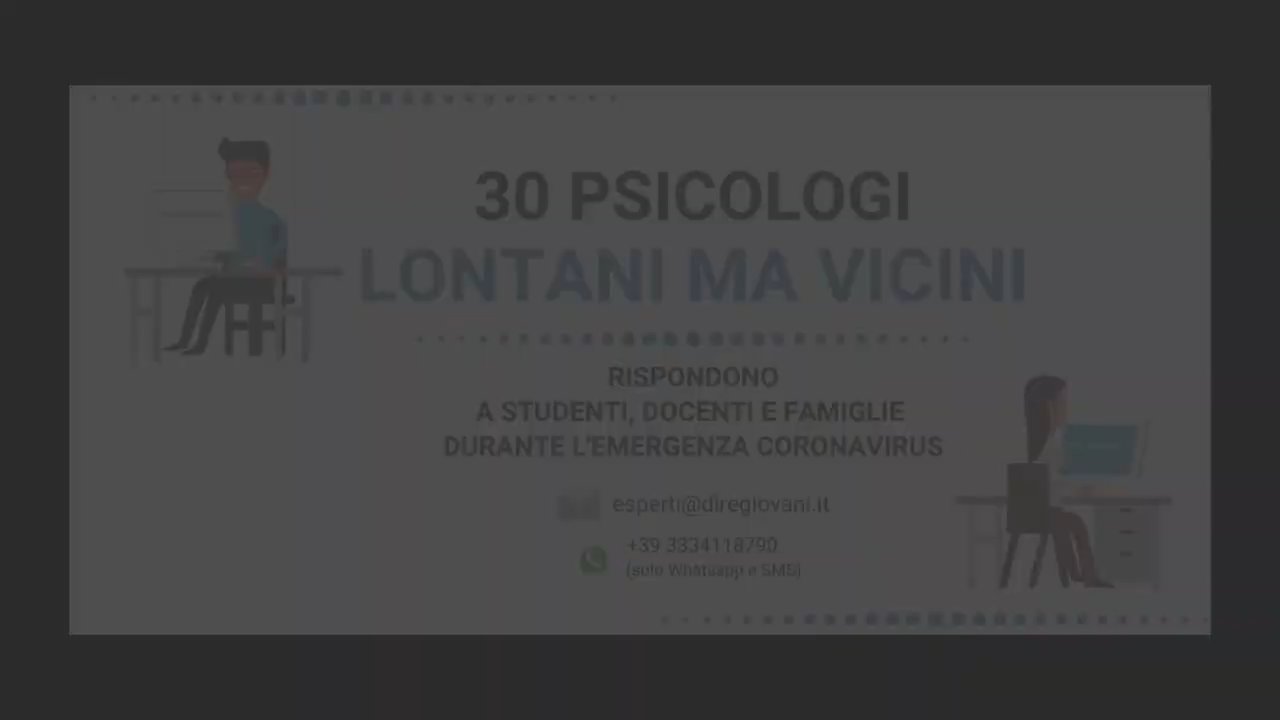 30 PSICOLOGI
LONTANI MA VICINI
RISPONDONO
A STUDENTI, DOCENTI E FAMIGLIE
DURANTE L'EMERGENZA CORONAVIRUS
esperti@diregiovani.it
+39 3334118790
(solo Whatsapp e SMS)